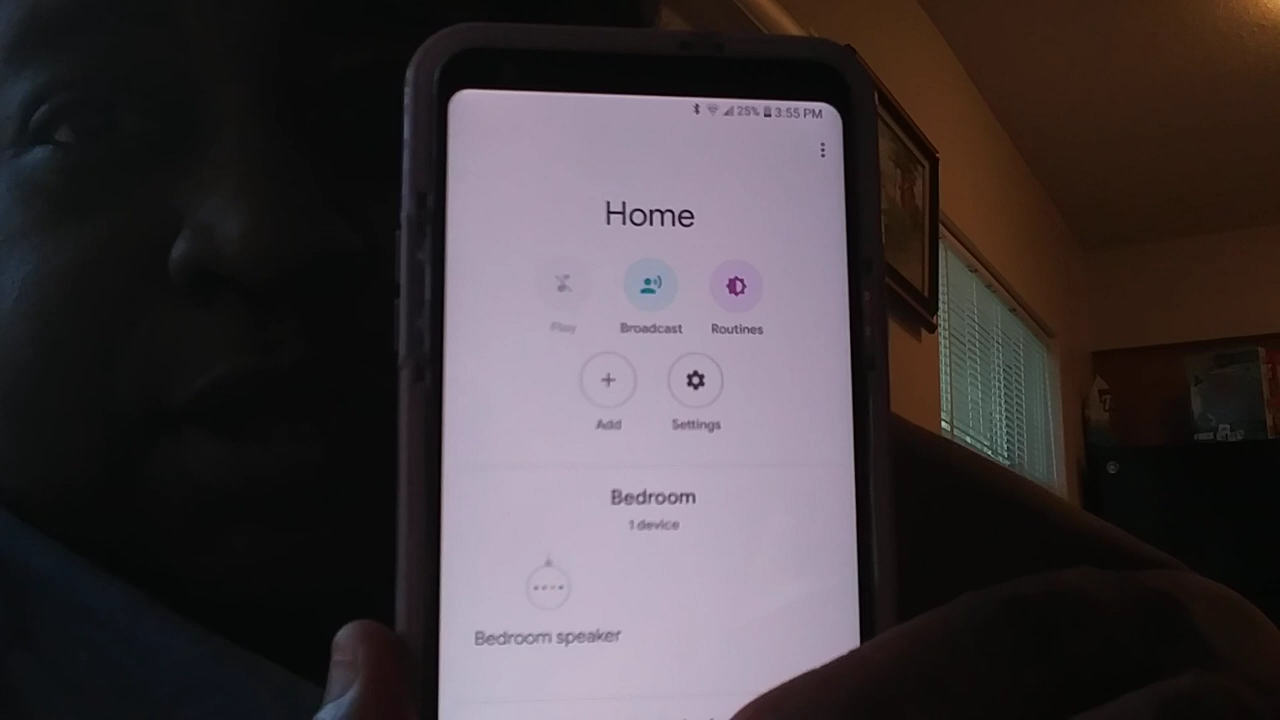 25% 3:55 PM
Home
Play Broadcast Routines
Add Settings
Bedroom
1 device
Bedroom speaker